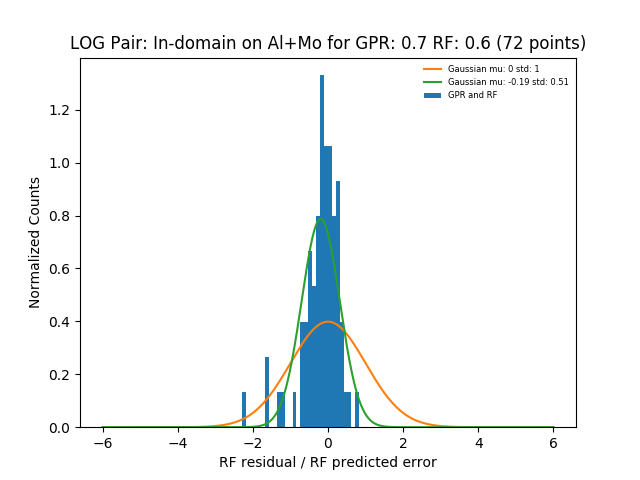 LOG Pair: In-domain on Al+Mo for GPR: 0.7 RF: 0.6 (72 points)
Gaussian mu: 0 std: 1
Gaussian mu: -0.19 std: 0.51
GPR and RF
Normalized Counts
1.2
1.0
0.8
0.6
0.4
0.2
0.0
−6 −4 −2 0 2 4 6
RF residual / RF predicted error